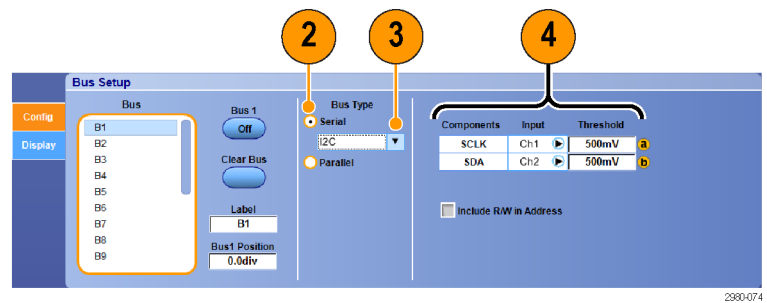 2 3 4
Bus Setup
Config
Display
Bus
B1
B2
B3
B4
B5
B6
B7
B8
B9
Bus 1
Off
Clear Bus
Label
B1
Bus1 Position
0.0div
Bus Type
Serial
I2C
Parallel
Components Input Threshold
SCLK Ch1 500mV a
SDA Ch2 500mV b
Include R/W in Address
2980-074